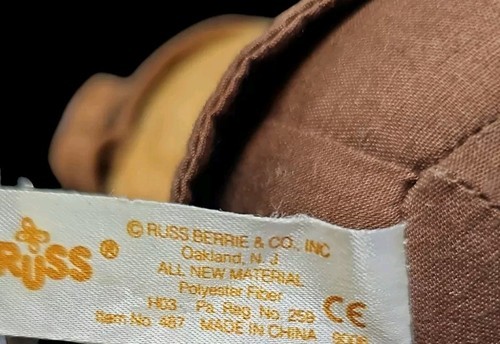 RUSS®
© RUSS BERRIE & CO., INC
Oakland, N. J.
ALL NEW MATERIAL
Polyester Fiber
H03 - Pa. Reg. No. 259 CE
Item No. 487 MADE IN CHINA